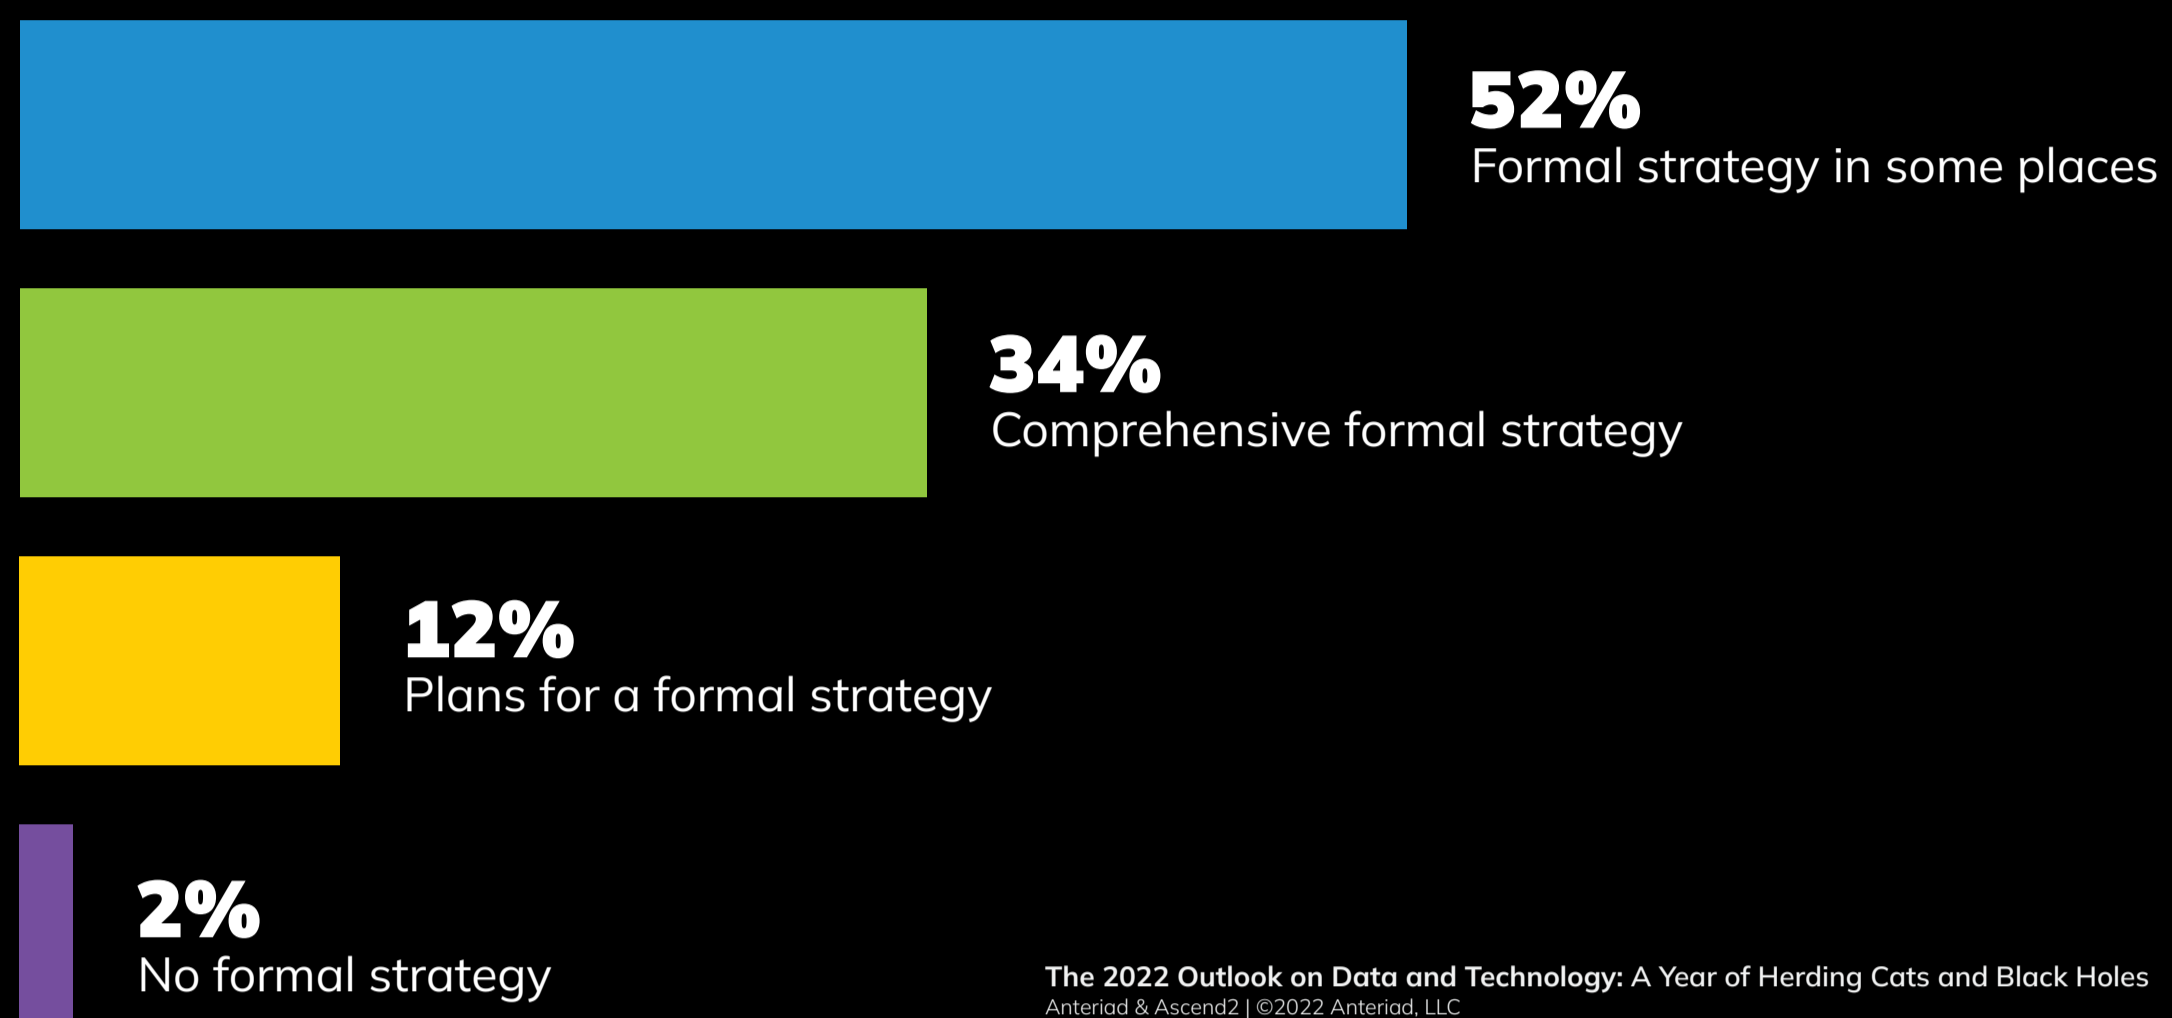 52%
Formal strategy in some places
34%
Comprehensive formal strategy
12%
Plans for a formal strategy
2%
No formal strategy
The 2022 Outlook on Data and Technology: A Year of Herding Cats and Black Holes
Anteriad & Ascend2 | ©2022 Anteriad, LLC